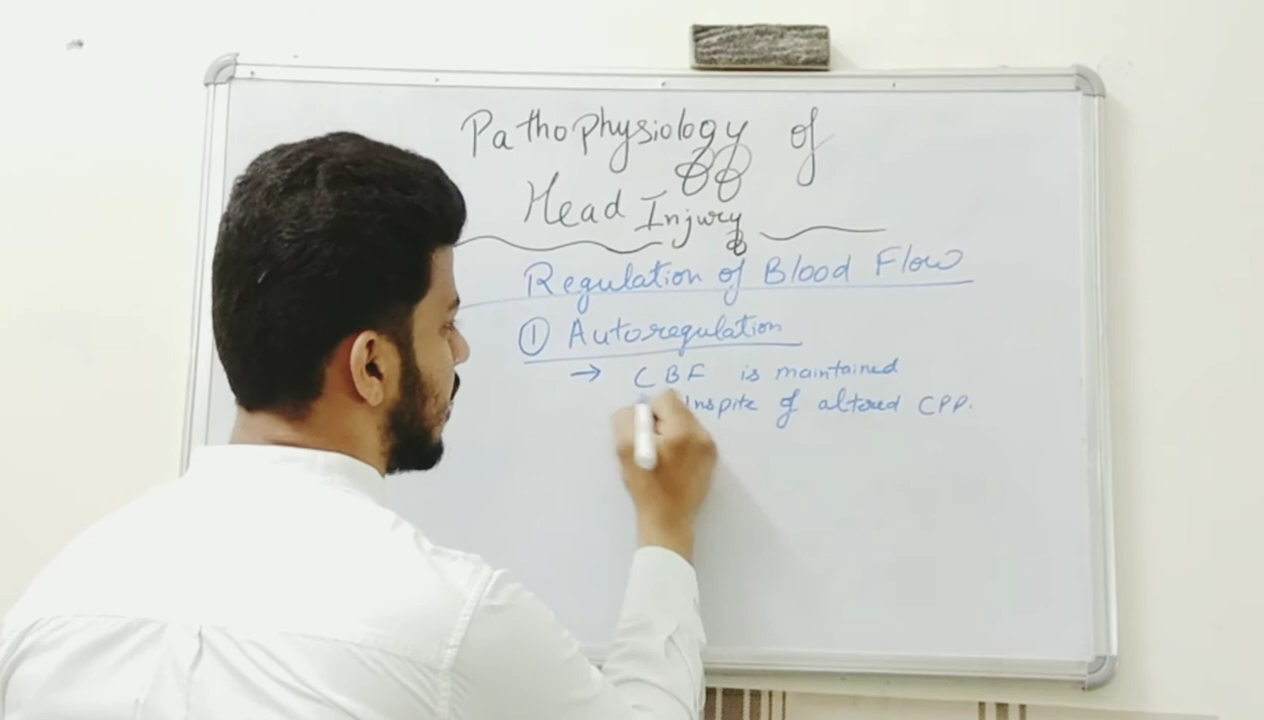 Pathophysiology of
Head Injury
Regulation of Blood Flow
① Autoregulation
→ CBF is maintained
Inspite of altered CPP.